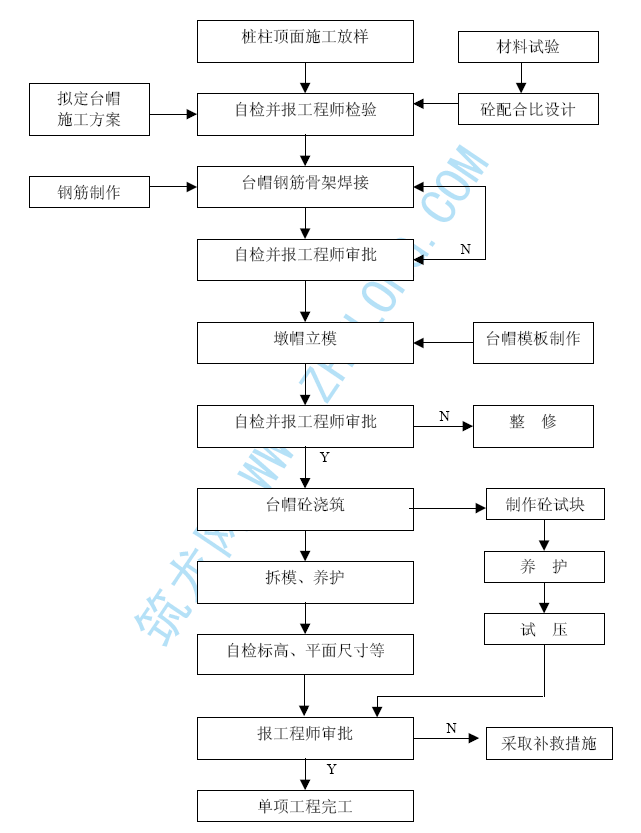 桩柱顶面施工放样
材料试验
拟定台帽
施工方案
自检并报工程师检验
砼配合比设计
台帽钢筋骨架焊接
钢筋制作
自检并报工程师审批
N
墩帽立模
台帽模板制作
自检并报工程师审批
N
整 修
Y
台帽砼浇筑
制作砼试块
拆模、养护
养 护
试 压
自检标高、平面尺寸等
报工程师审批
N
采取补救措施
Y
单项工程完工